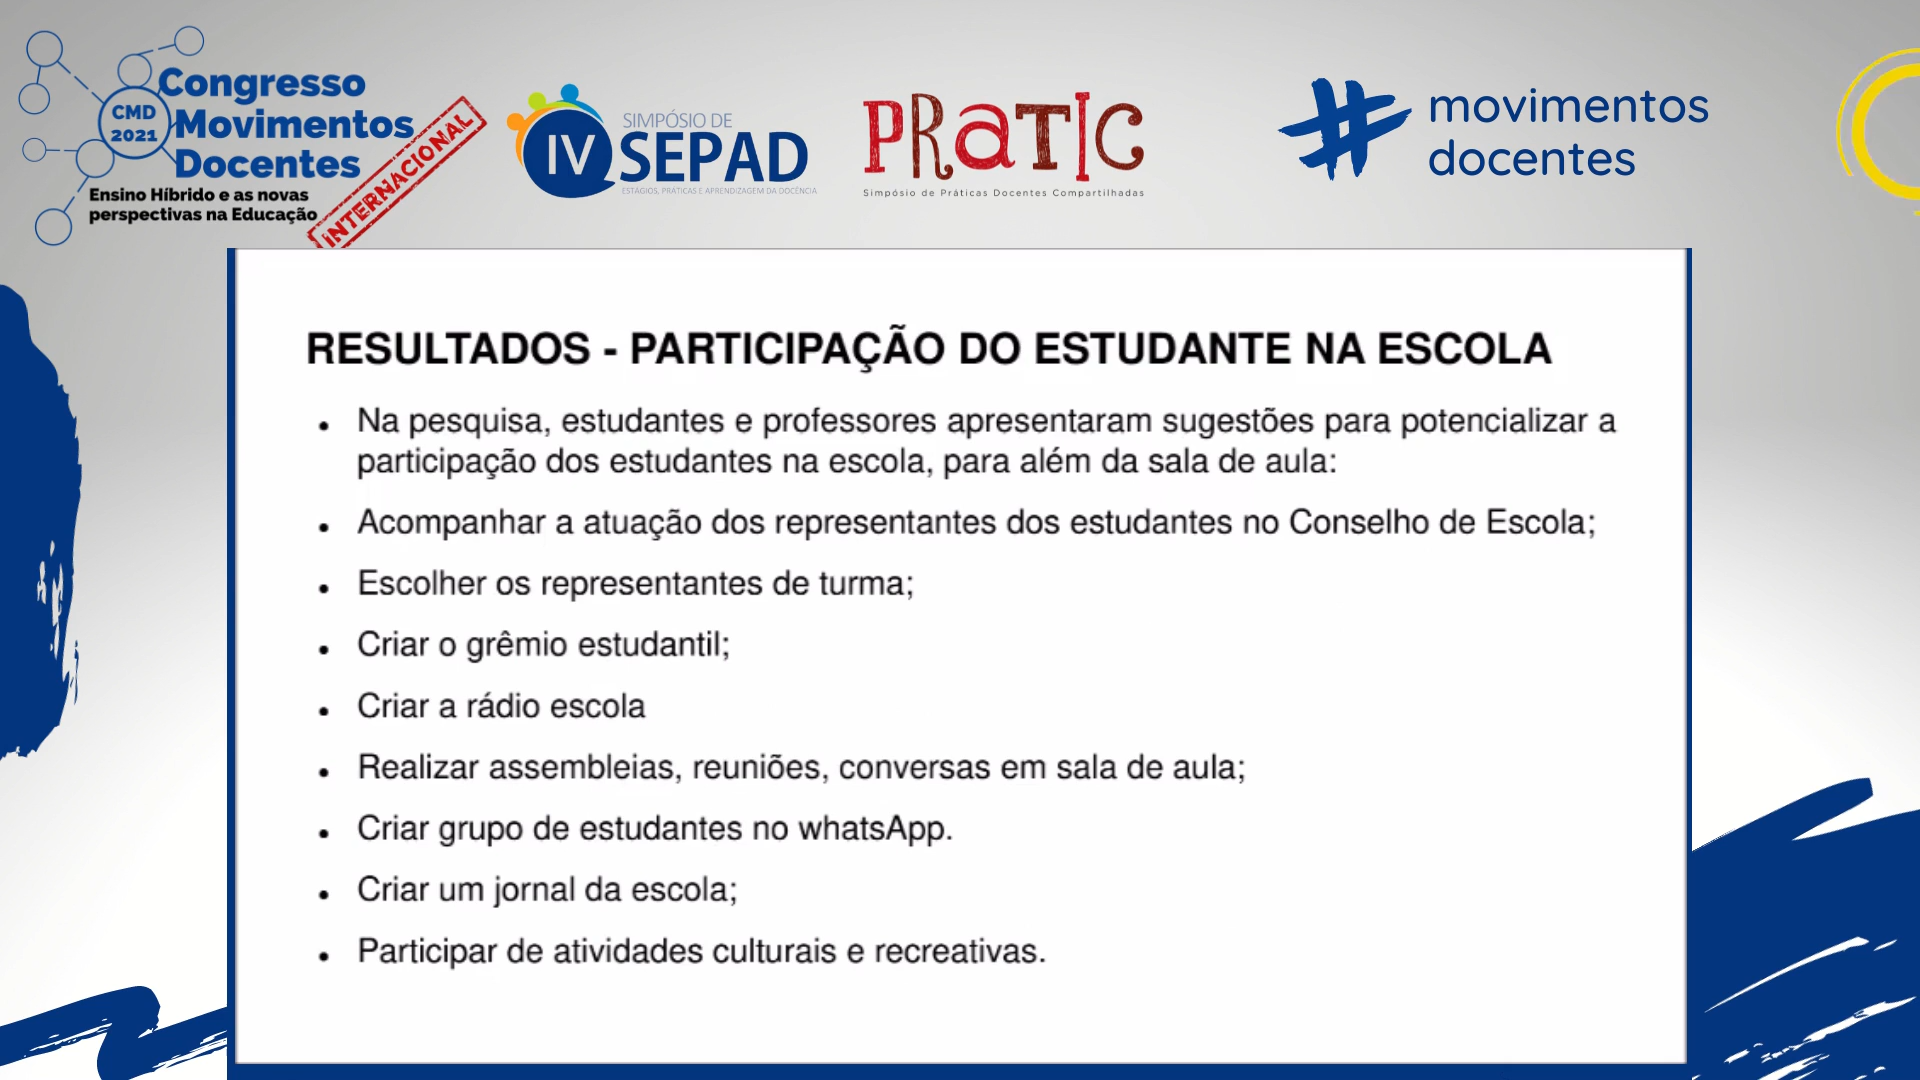 Congresso
CMD
2021
Movimentos
Docentes
Ensino Híbrido e as novas
perspectivas na Educação
INTERNACIONAL
SIMPÓSIO DE
IV SEPAD
ESTÁGIOS, PRÁTICAS E APRENDIZAGEM DA DOCÊNCIA
PRATIC
Simpósio de Práticas Docentes Compartilhadas
# movimentos
docentes
RESULTADOS - PARTICIPAÇÃO DO ESTUDANTE NA ESCOLA
• Na pesquisa, estudantes e professores apresentaram sugestões para potencializar a
participação dos estudantes na escola, para além da sala de aula:
• Acompanhar a atuação dos representantes dos estudantes no Conselho de Escola;
• Escolher os representantes de turma;
• Criar o grêmio estudantil;
• Criar a rádio escola
• Realizar assembleias, reuniões, conversas em sala de aula;
• Criar grupo de estudantes no whatsApp.
• Criar um jornal da escola;
• Participar de atividades culturais e recreativas.